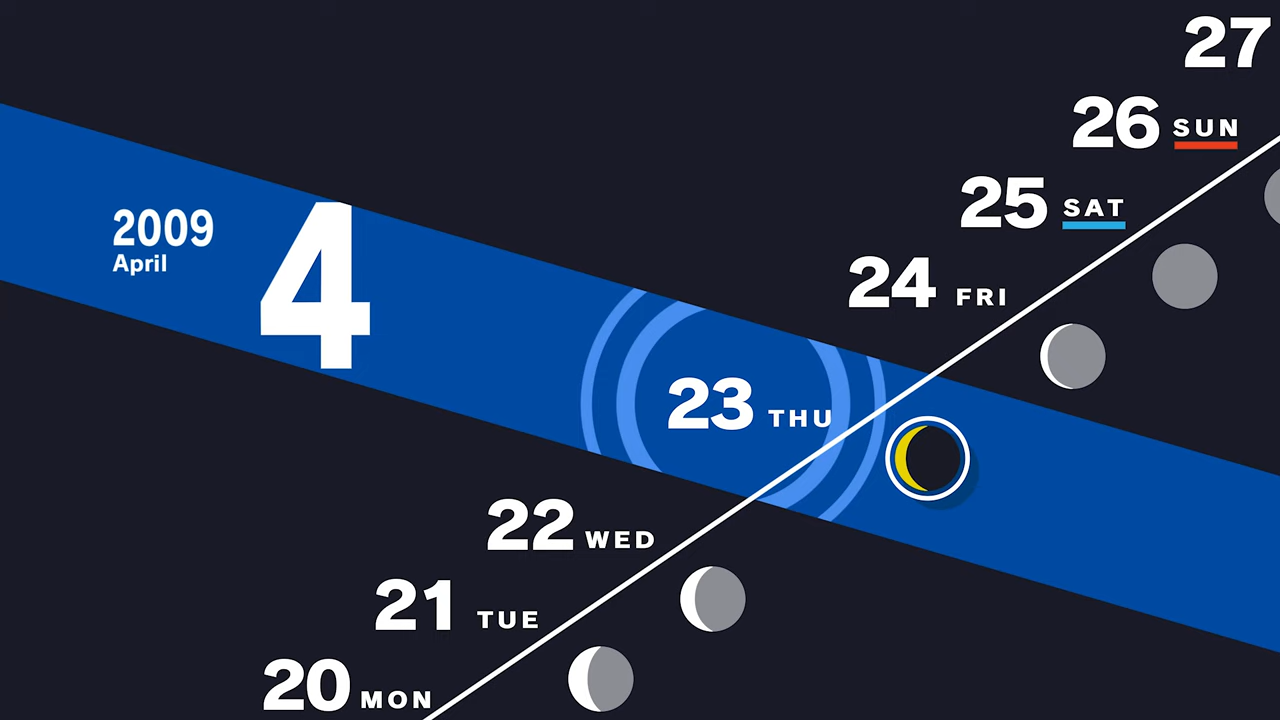 27
26 SUN
25 SAT
24 FRI
2009
April
4
23 THU
22 WED
21 TUE
20 MON